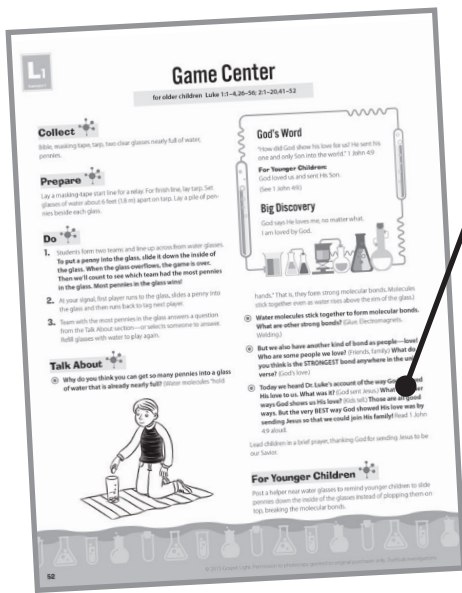 L1
Game Center
for older children Luke 1:1–4,26–56; 2:1–20,41–52
Collect
Bible, masking tape, tarp, two clear glasses nearly full of water,
pennies.
Prepare
Lay a masking-tape start line for a relay. For finish line, lay tarp. Set
glasses of water about 6 feet (1.8 m) apart on tarp. Lay a pile of pen-
nies beside each glass.
Do
1. Students form two teams and line up across from water glasses.
To put a penny into the glass, slide it down the inside of
the glass. When the glass overflows, the game is over.
Then we'll count to see which team had the most pennies
in the glass. Most pennies in the glass wins!
2. At your signal, first player runs to the glass, slides a penny into
the glass and then runs back to tag next player.
3. Team with the most pennies in the glass answers a question
from the Talk About section—or selects someone to answer.
Refill glasses with water to play again.
Talk About
Why do you think you can get so many pennies into a glass
of water that is already nearly full? (Water molecules "hold
God's Word
"How did God show his love for us? He sent his
one and only Son into the world." 1 John 4:9
For Younger Children:
God loved us and sent His Son.
(See 1 John 4:9.)
Big Discovery
God says He loves me, no matter what.
I am loved by God.
hands." That is, they form strong molecular bonds. Molecules
stick together even as water rises above the rim of the glass.)
Water molecules stick together to form molecular bonds.
What are other strong bonds? (Glue. Electromagnets.
Welding.)
But we also have another kind of bond as people—love!
Who are some people we love? (Friends, family.) What do
you think is the STRONGEST bond anywhere in the uni-
verse? (God's love.)
Today we heard Dr. Luke's account of the way God
His love to us. What was it? (God sent Jesus.) What
ways God shows us His love? (Kids tell.) Those are all good
ways. But the very BEST way God showed His love was by
sending Jesus so that we could join His family! Read 1 John
4:9 aloud.
Lead children in a brief prayer, thanking God for sending Jesus to be
our Savior.
For Younger Children
Post a helper near water glasses to remind younger children to slide
pennies down the inside of the glasses instead of plopping them on
top, breaking the molecular bonds.
52